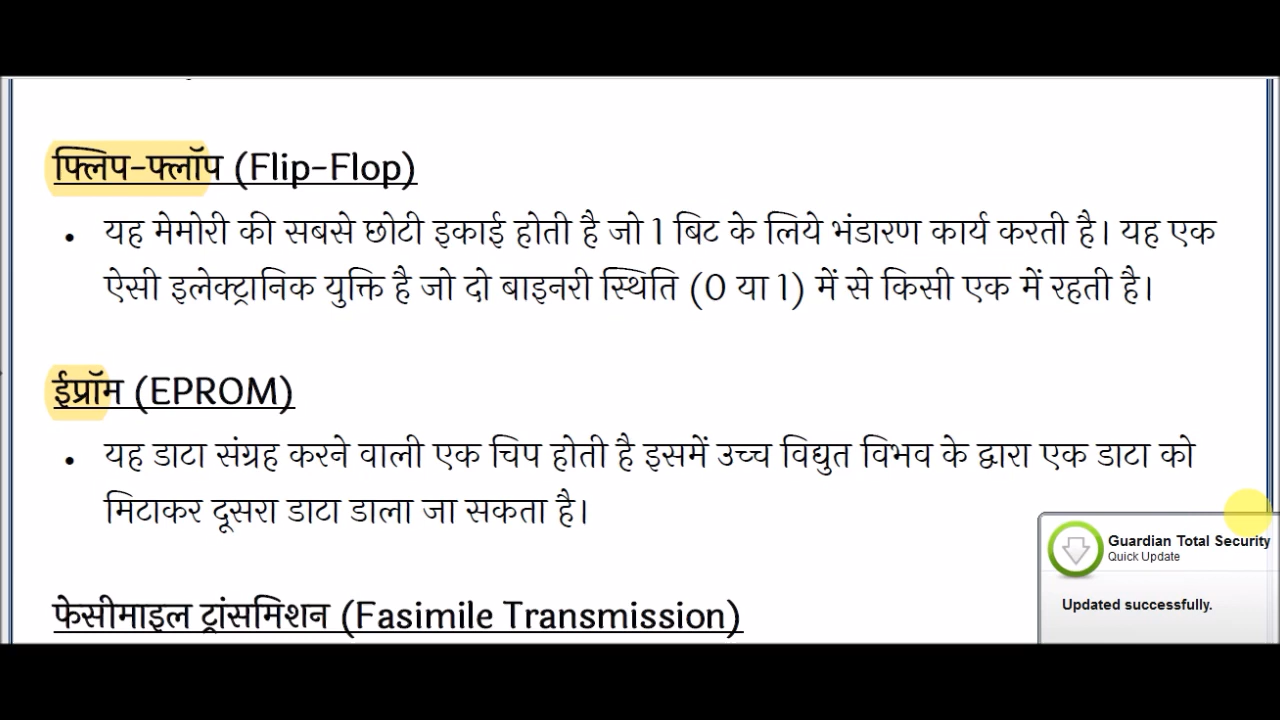 फ्लिप-फ्लॉप (Flip-Flop)
• यह मेमोरी की सबसे छोटी इकाई होती है जो 1 बिट के लिये भंडारण कार्य करती है। यह एक
ऐसी इलेक्ट्रानिक युक्ति है जो दो बाइनरी स्थिति (0 या 1) में से किसी एक में रहती है।
ईप्रॉम (EPROM)
• यह डाटा संग्रह करने वाली एक चिप होती है इसमें उच्च विद्युत विभव के द्वारा एक डाटा को
मिटाकर दूसरा डाटा डाला जा सकता है।
Guardian Total Security
Quick Update
Updated successfully.
फेसीमाइल ट्रांसमिशन (Fasimile Transmission)